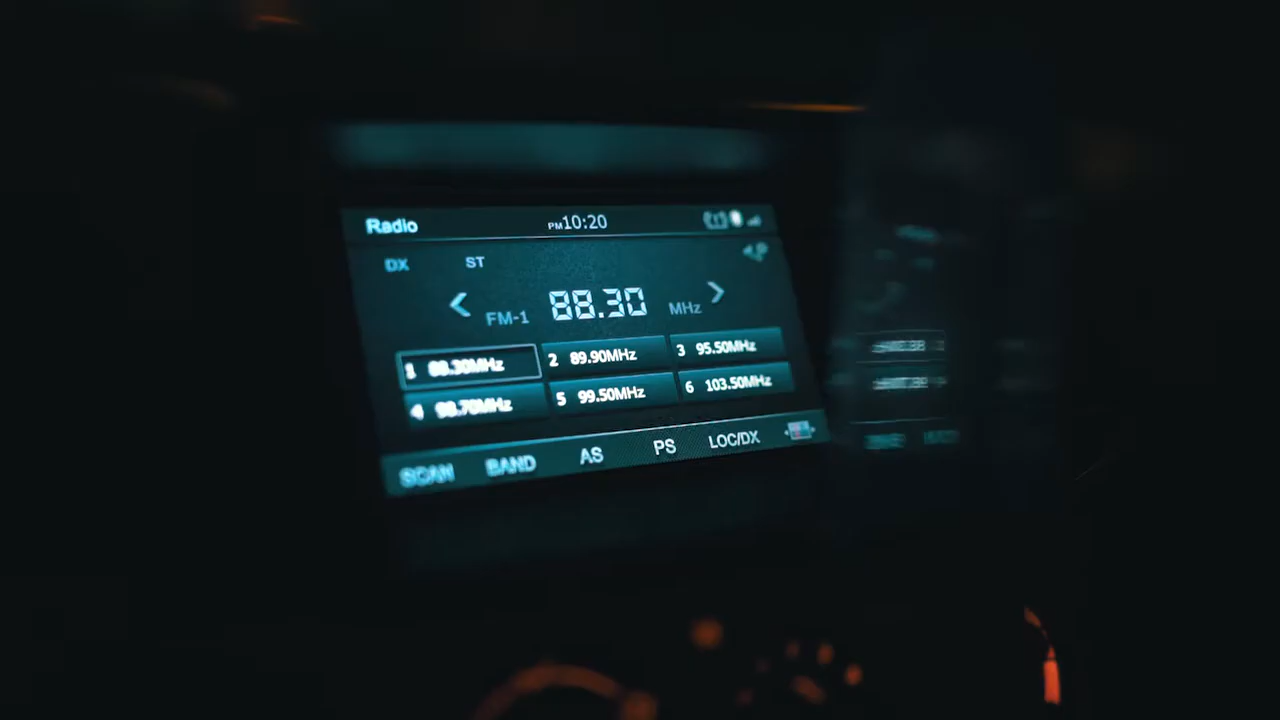 Radio PM10:20
DX ST
FM-1 88.30 MHz
1 88.30MHz 2 89.90MHz 3 95.50MHz
4 98.70MHz 5 99.50MHz 6 103.50MHz
SCAN BAND AS PS LOC/DX